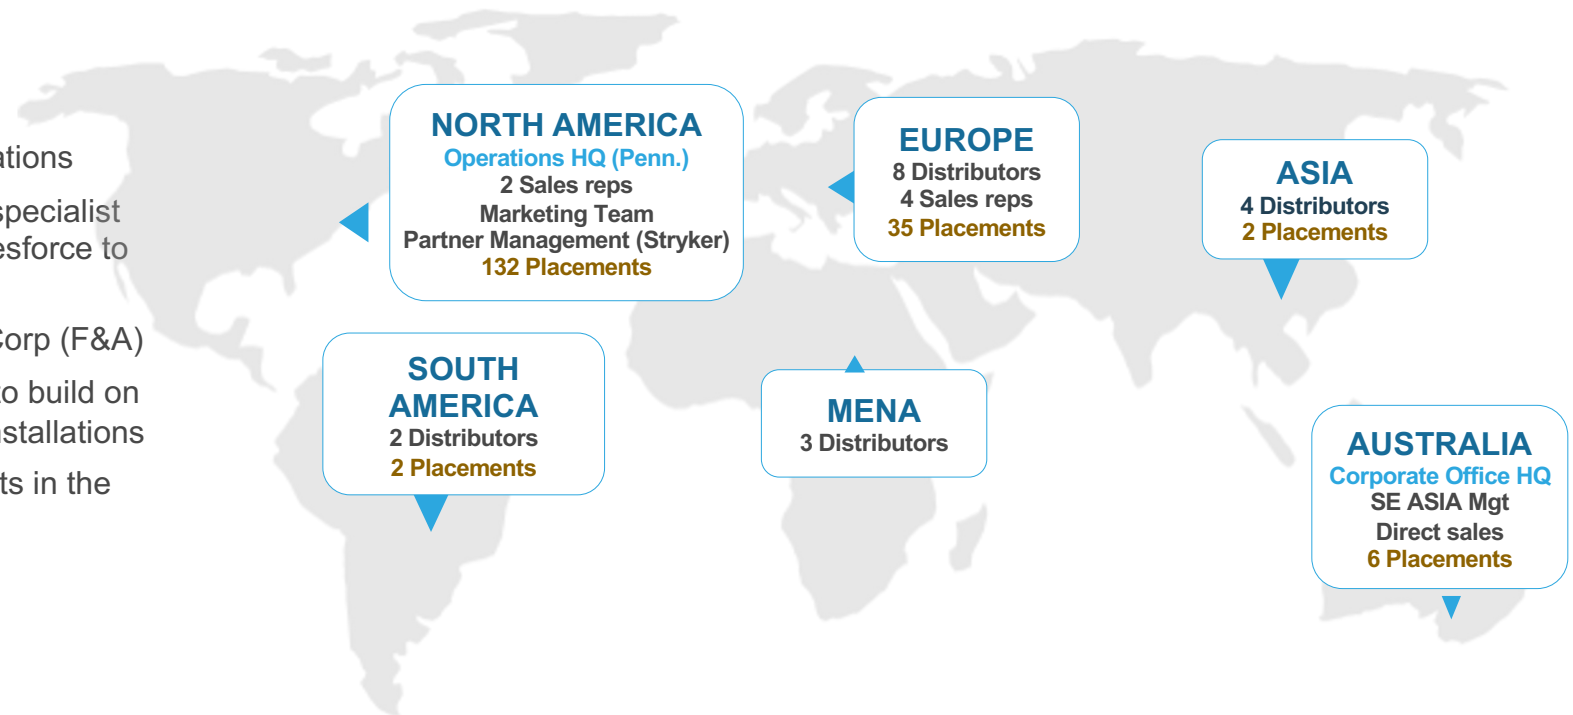 ations
specialist
esforce to
Corp (F&A)
to build on
nstallations
ts in the
NORTH AMERICA
Operations HQ (Penn.)
2 Sales reps
Marketing Team
Partner Management (Stryker)
132 Placements
EUROPE
8 Distributors
4 Sales reps
35 Placements
ASIA
4 Distributors
2 Placements
SOUTH
AMERICA
2 Distributors
2 Placements
MENA
3 Distributors
AUSTRALIA
Corporate Office HQ
SE ASIA Mgt
Direct sales
6 Placements